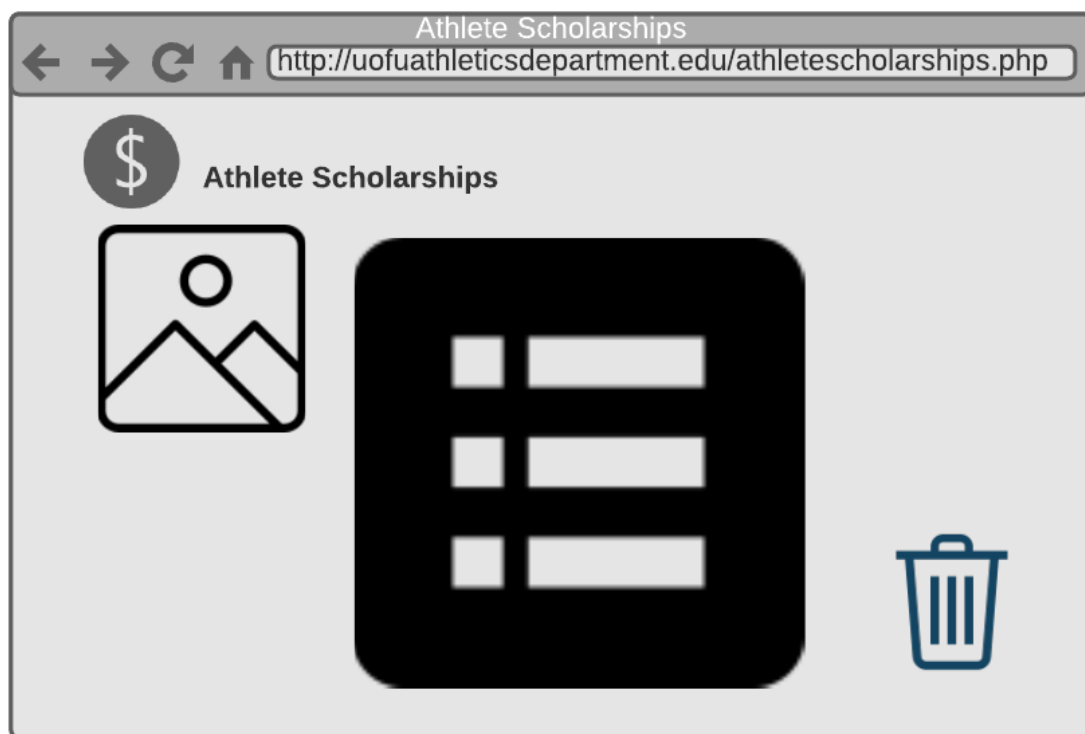 Athlete Scholarships
http://uofuathleticsdepartment.edu/athletescholarships.php
$
Athlete Scholarships